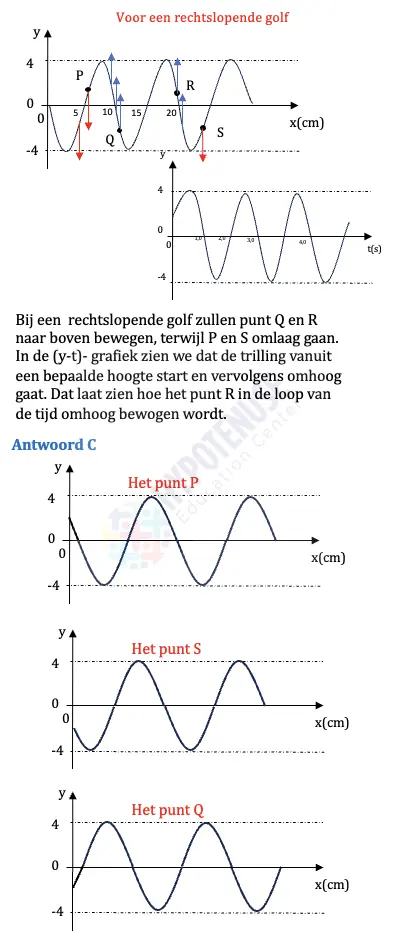 Voor een rechtslopende golf
y
4
P
R
0
0
5
10
15
20
x(cm)
Q
S
-4
y
4
0
0
1,0
2,0
3,0
4,0
t(s)
-4
Bij een rechtslopende golf zullen punt Q en R
naar boven bewegen, terwijl P en S omlaag gaan.
In de (y-t)- grafiek zien we dat de trilling vanuit
een bepaalde hoogte start en vervolgens omhoog
gaat. Dat laat zien hoe het punt R in de loop van
de tijd omhoog bewogen wordt.
Antwoord C
HYPOTENUSE
Education Center
y
Het punt P
4
0
0
x(cm)
-4
y
Het punt S
4
0
0
x(cm)
-4
y
Het punt Q
4
0
x(cm)
-4